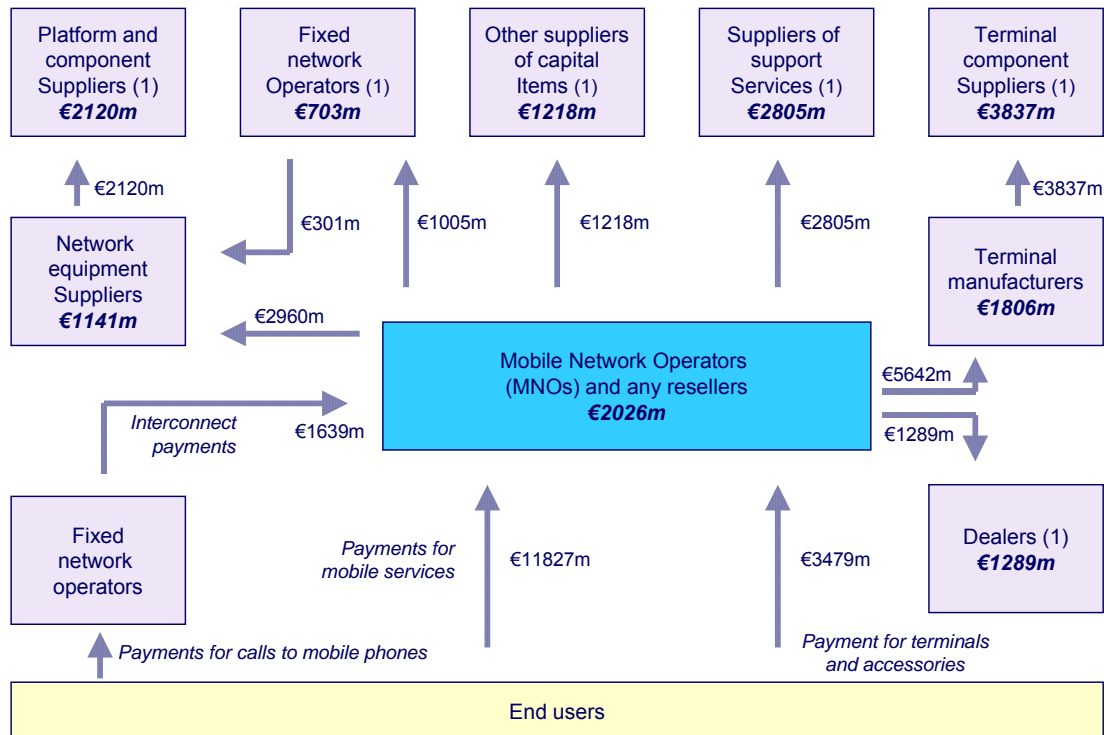 Platform and
component
Suppliers (1)
€2120m
Fixed
network
Operators (1)
€703m
Other suppliers
of capital
Items (1)
€1218m
Suppliers of
support
Services (1)
€2805m
Terminal
component
Suppliers (1)
€3837m
€2120m
€301m
€1005m
€1218m
€2805m
€3837m
Network
equipment
Suppliers
€1141m
Terminal
manufacturers
€1806m
€2960m
Mobile Network Operators
(MNOs) and any resellers
€2026m
€5642m
€1289m
Interconnect
payments
€1639m
Fixed
network
operators
Payments for
mobile services
€11827m
€3479m
Dealers (1)
€1289m
Payments for calls to mobile phones
Payment for terminals
and accessories
End users